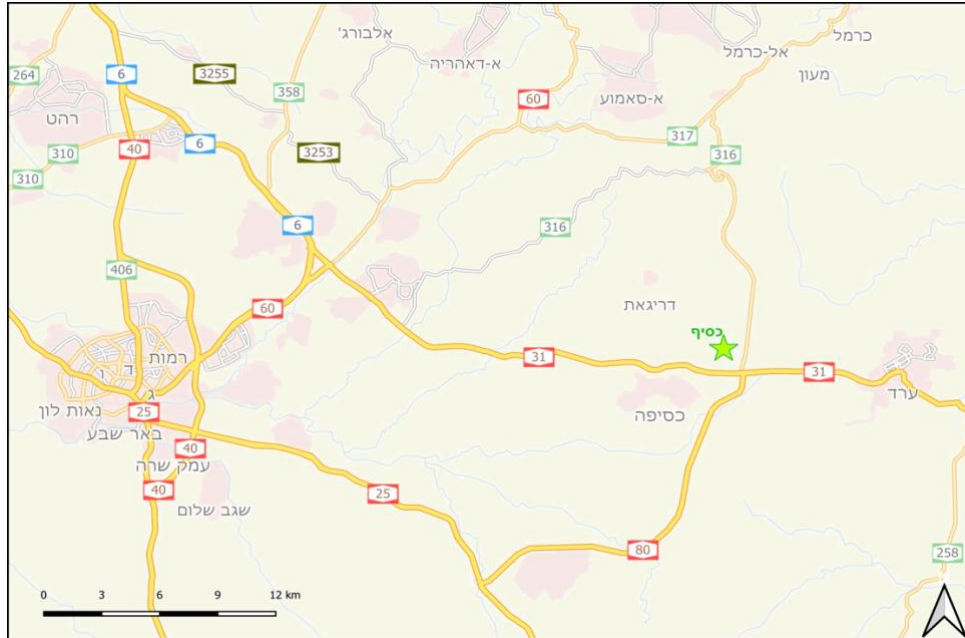 אלבורג'
כרמל
אל-כרמל
א-דאהריה
מעון
264
6
3255
358
60
א-סאמוע
רהט
310
40
6
317
3253
316
310
6
316
406
60
דריגאת
כסיף
רמות
31
31
ד
ו
ערד
ג
נאות לון
25
כסיפה
באר שבע
40
עמק שרה
40
25
שגב שלום
80
258
0 3 6 9 12 km